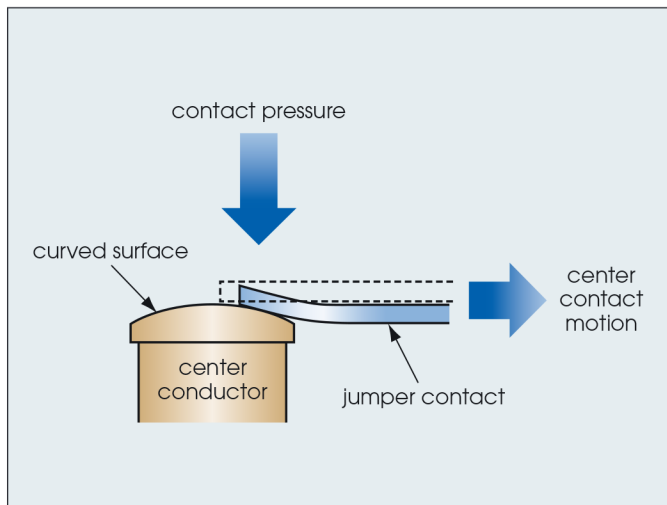 contact pressure
curved surface
center
contact
motion
center
conductor
jumper contact